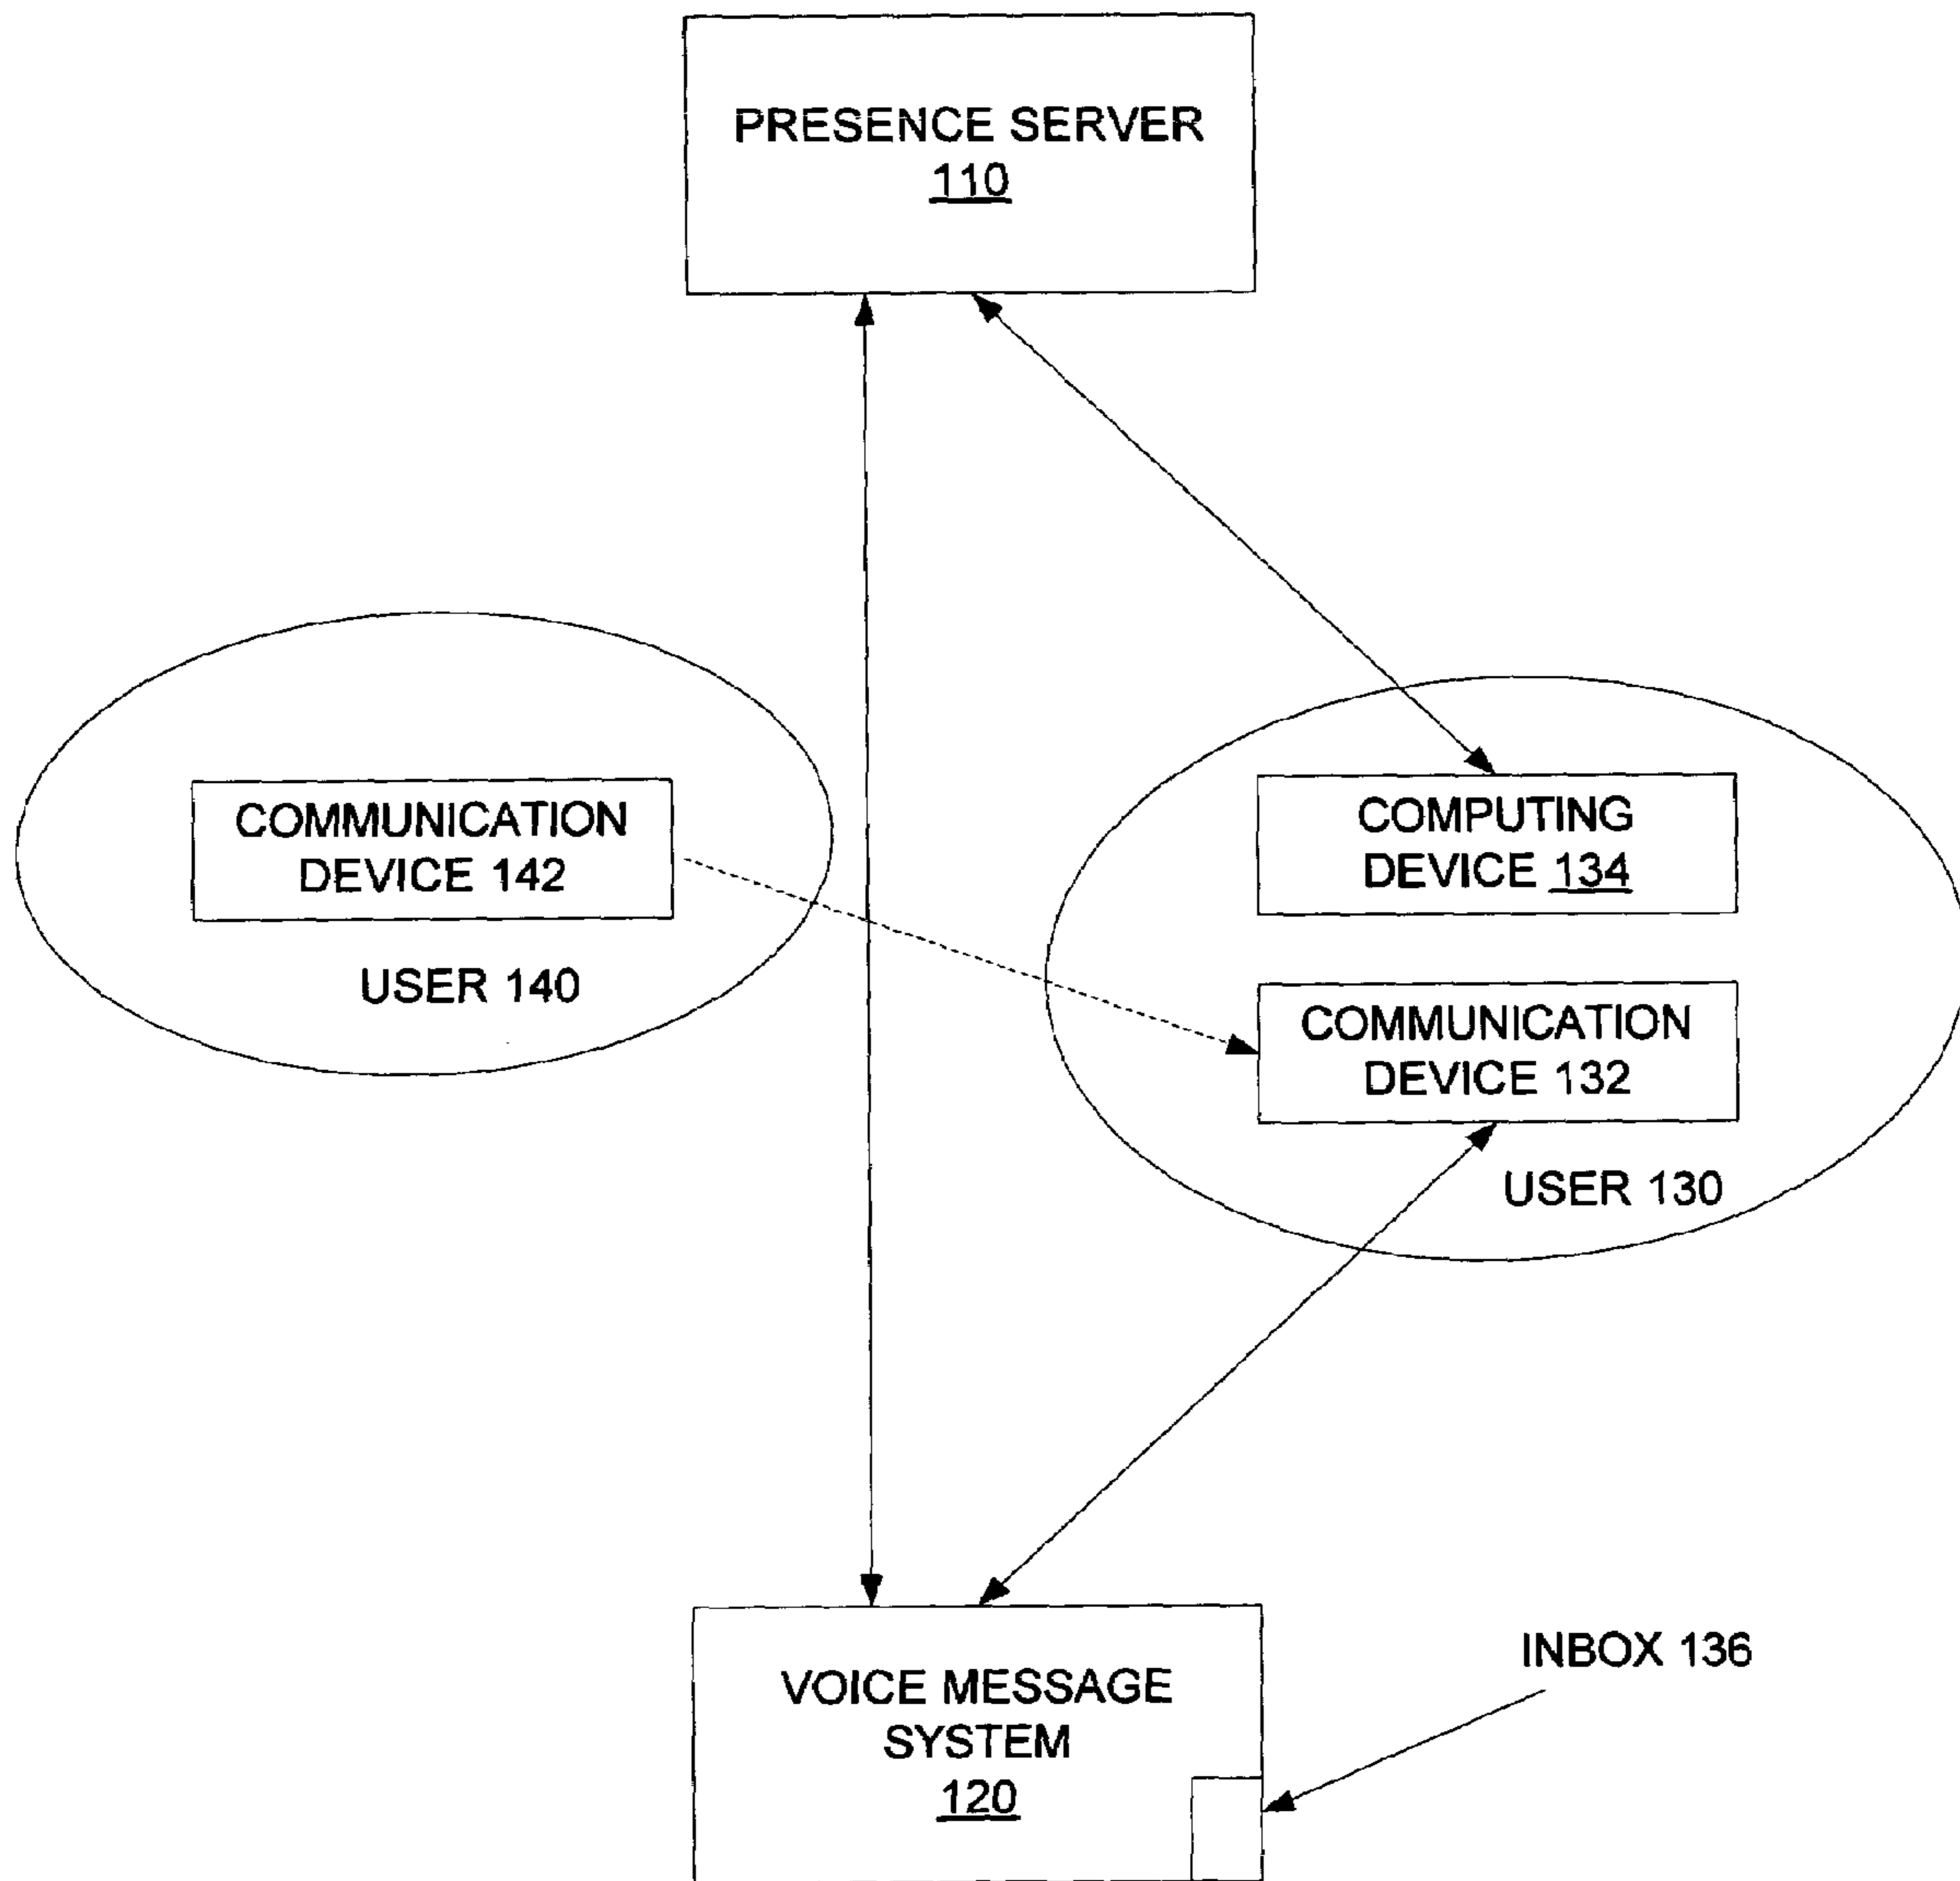 PRESENCE SERVER
110
COMMUNICATION
DEVICE 142
USER 140
COMPUTING
DEVICE 134
COMMUNICATION
DEVICE 132
USER 130
INBOX 136
VOICE MESSAGE
SYSTEM
120